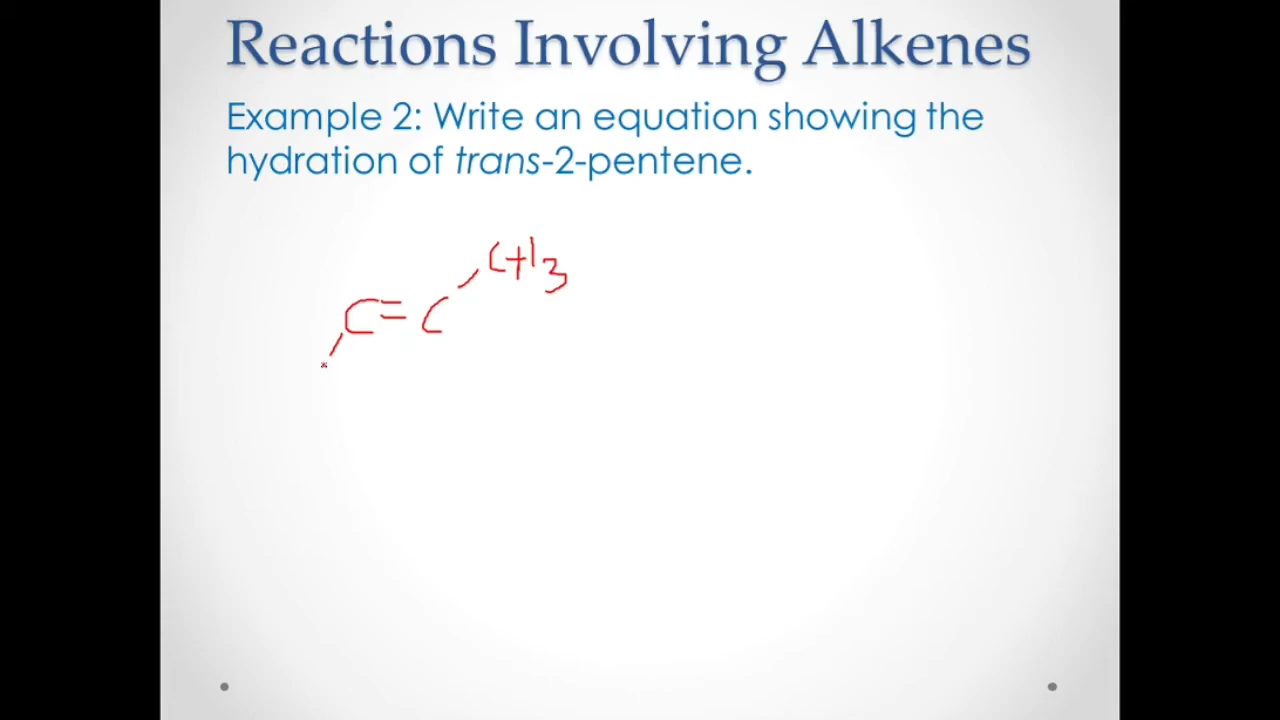 Reactions Involving Alkenes
Example 2: Write an equation showing the
hydration of trans-2-pentene.
CH3
C=C